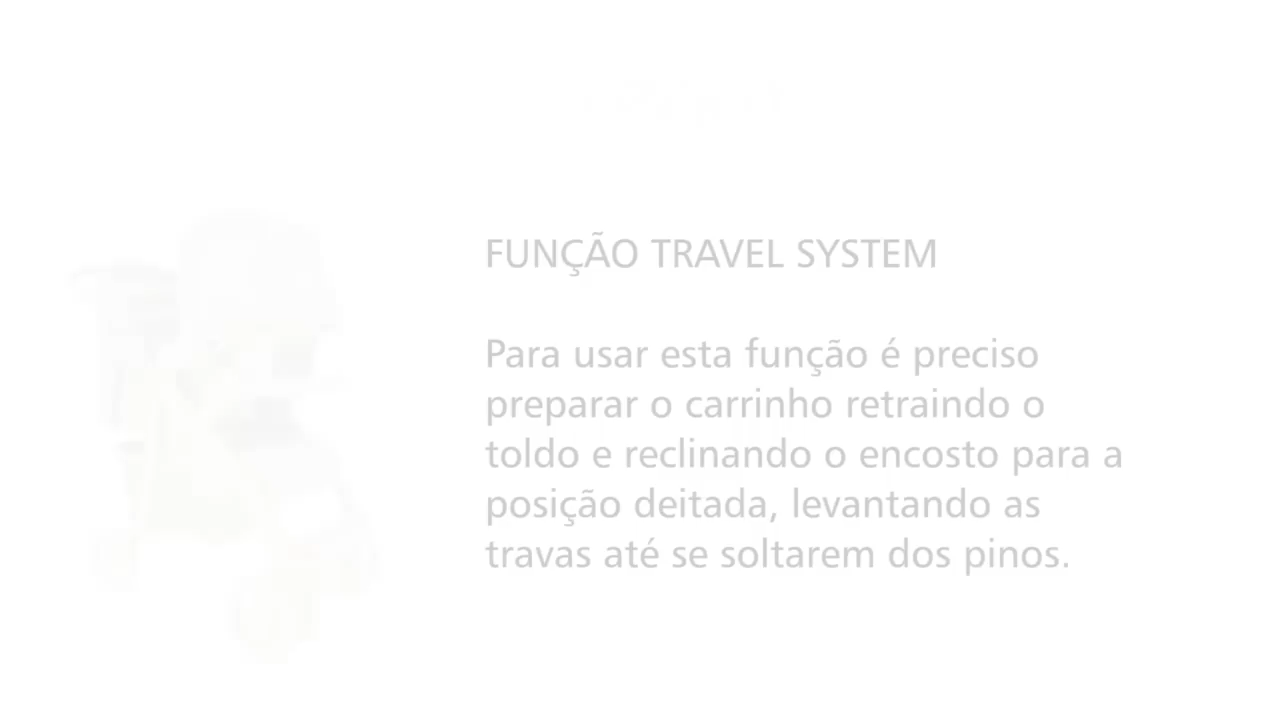 FUNÇÃO TRAVEL SYSTEM
Para usar esta função é preciso
preparar o carrinho retraindo o
toldo e reclinando o encosto para a
posição deitada, levantando as
travas até se soltarem dos pinos.